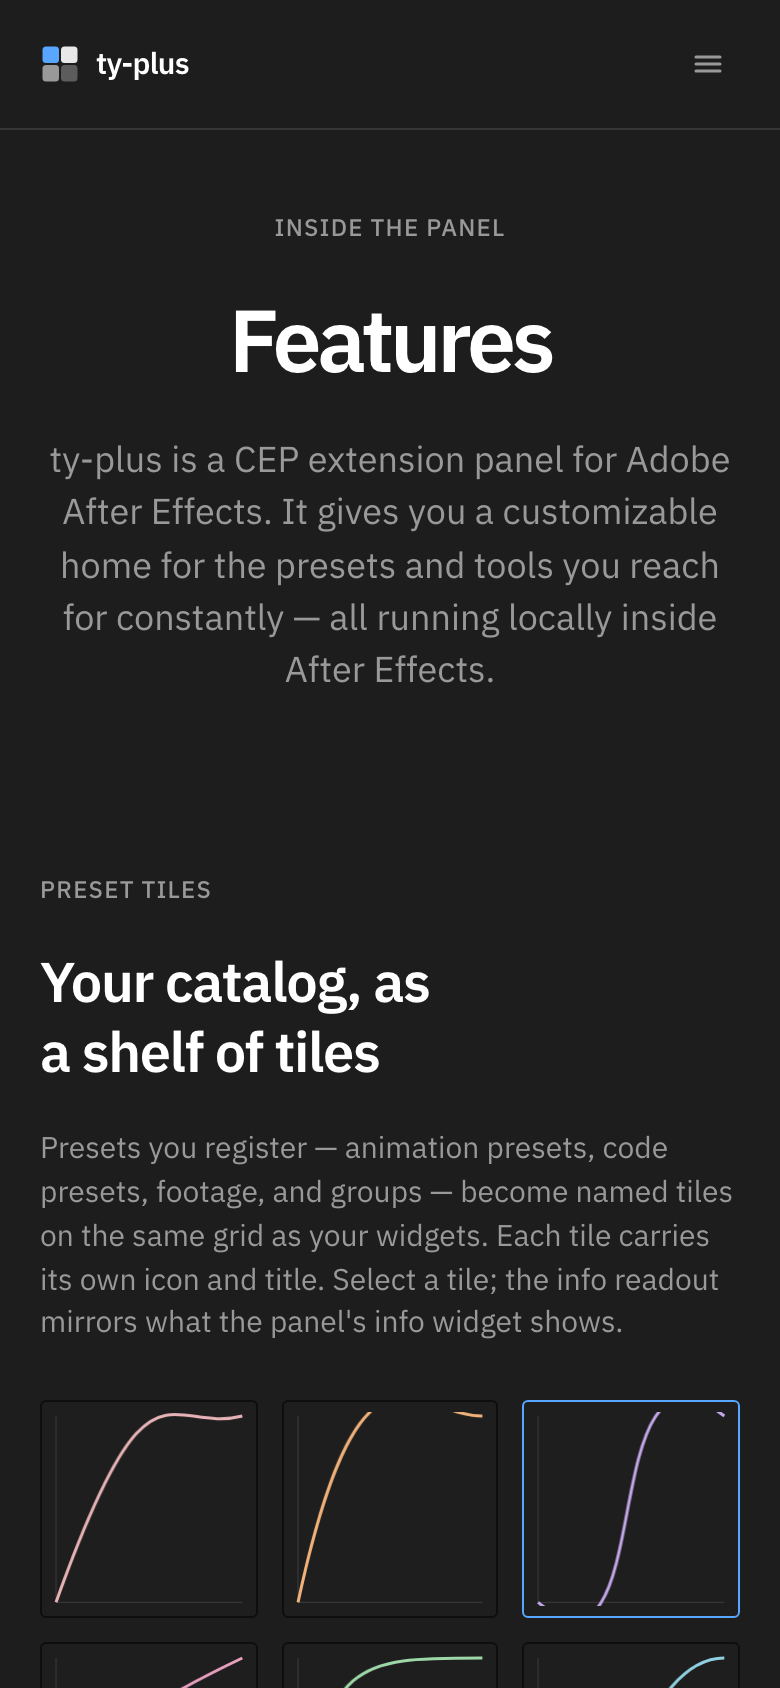 ty-plus
INSIDE THE PANEL
Features
ty-plus is a CEP extension panel for Adobe
After Effects. It gives you a customizable
home for the presets and tools you reach
for constantly — all running locally inside
After Effects.
PRESET TILES
Your catalog, as
a shelf of tiles
Presets you register — animation presets, code
presets, footage, and groups — become named tiles
on the same grid as your widgets. Each tile carries
its own icon and title. Select a tile; the info readout
mirrors what the panel's info widget shows.